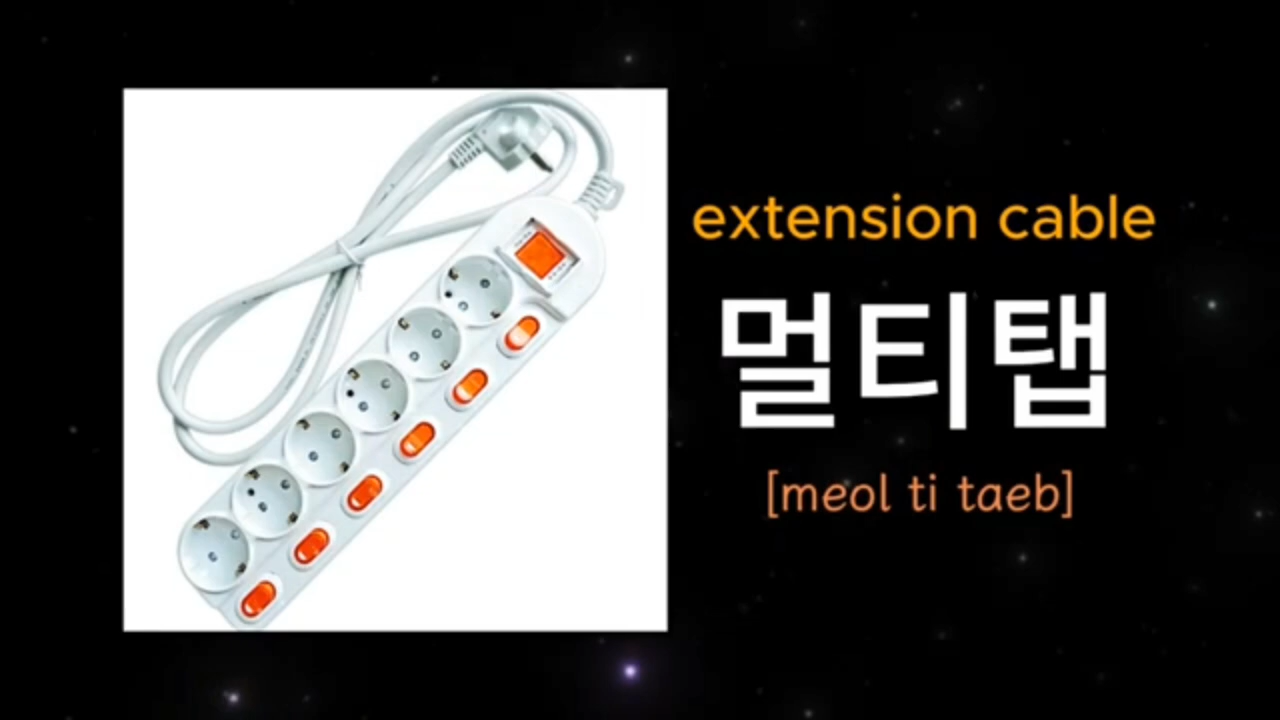 extension cable
멀티탭
[meol ti taeb]